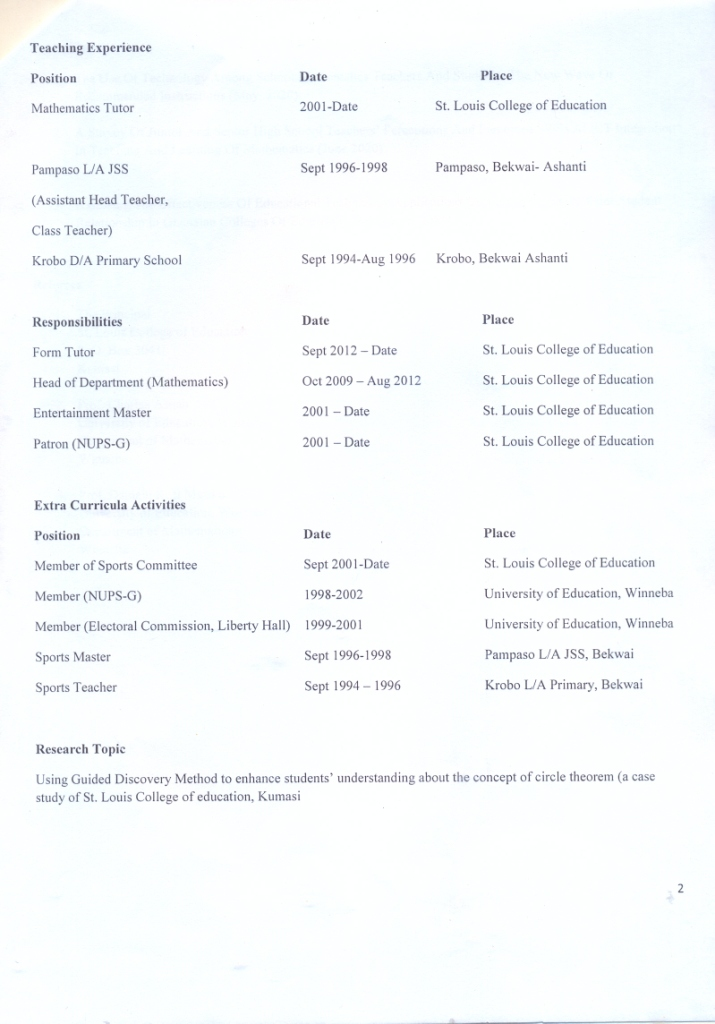 Teaching Experience
Position Date Place
Mathematics Tutor 2001-Date St. Louis College of Education
Pampaso L/A JSS Sept 1996-1998 Pampaso, Bekwai- Ashanti
(Assistant Head Teacher,
Class Teacher)
Krobo D/A Primary School Sept 1994-Aug 1996 Krobo, Bekwai Ashanti
Responsibilities Date Place
Form Tutor Sept 2012 – Date St. Louis College of Education
Head of Department (Mathematics) Oct 2009 – Aug 2012 St. Louis College of Education
Entertainment Master 2001 – Date St. Louis College of Education
Patron (NUPS-G) 2001 – Date St. Louis College of Education
Extra Curricula Activities
Position Date Place
Member of Sports Committee Sept 2001-Date St. Louis College of Education
Member (NUPS-G) 1998-2002 University of Education, Winneba
Member (Electoral Commission, Liberty Hall) 1999-2001 University of Education, Winneba
Sports Master Sept 1996-1998 Pampaso L/A JSS, Bekwai
Sports Teacher Sept 1994 – 1996 Krobo L/A Primary, Bekwai
Research Topic
Using Guided Discovery Method to enhance students' understanding about the concept of circle theorem (a case
study of St. Louis College of education, Kumasi
2